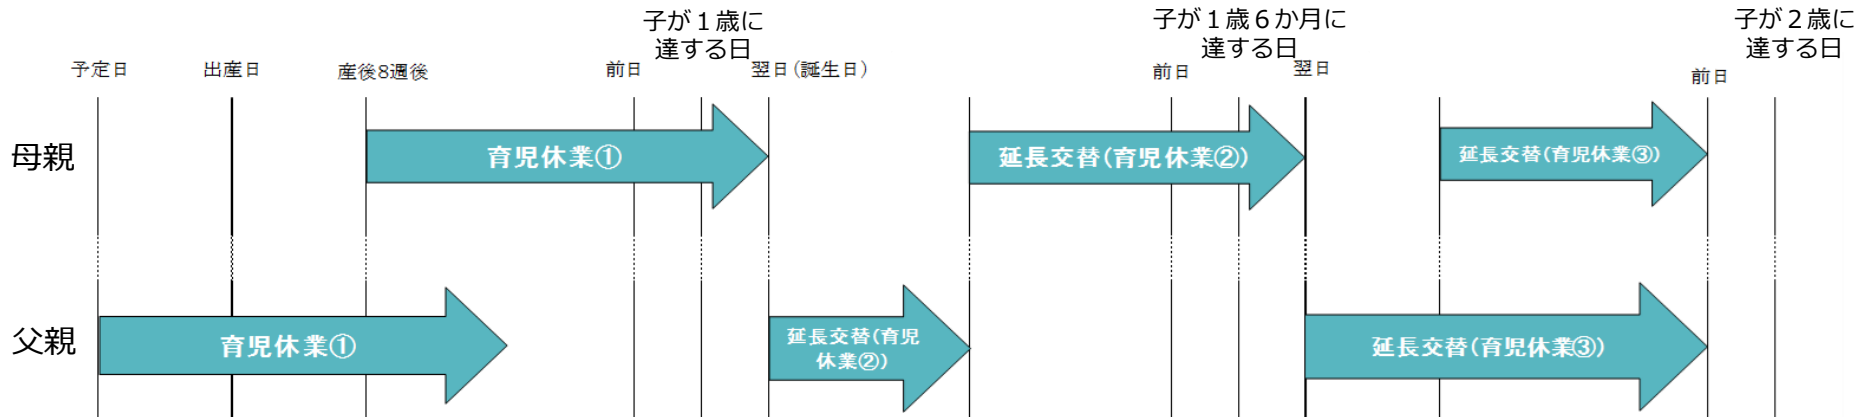 子が１歳に
達する日
子が１歳６か月に
達する日
子が２歳に
達する日
予定日
出産日
産後8週後
前日
翌日(誕生日)
前日
翌日
前日
母親
育児休業①
延長交替(育児休業②)
延長交替(育児休業③)
父親
育児休業①
延長交替(育児
休業②)
延長交替(育児休業③)